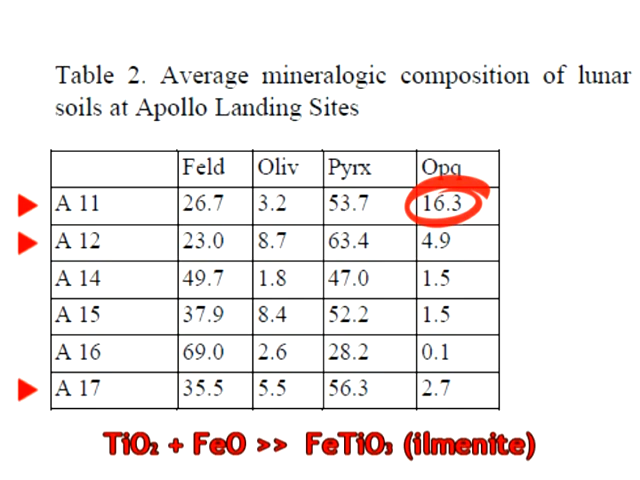 Table 2. Average mineralogic composition of lunar
soils at Apollo Landing Sites
Feld Oliv Pyrx Opq
A 11 26.7 3.2 53.7 16.3
A 12 23.0 8.7 63.4 4.9
A 14 49.7 1.8 47.0 1.5
A 15 37.9 8.4 52.2 1.5
A 16 69.0 2.6 28.2 0.1
A 17 35.5 5.5 56.3 2.7
TiO₂ + FeO >> FeTiO₃ (ilmenite)